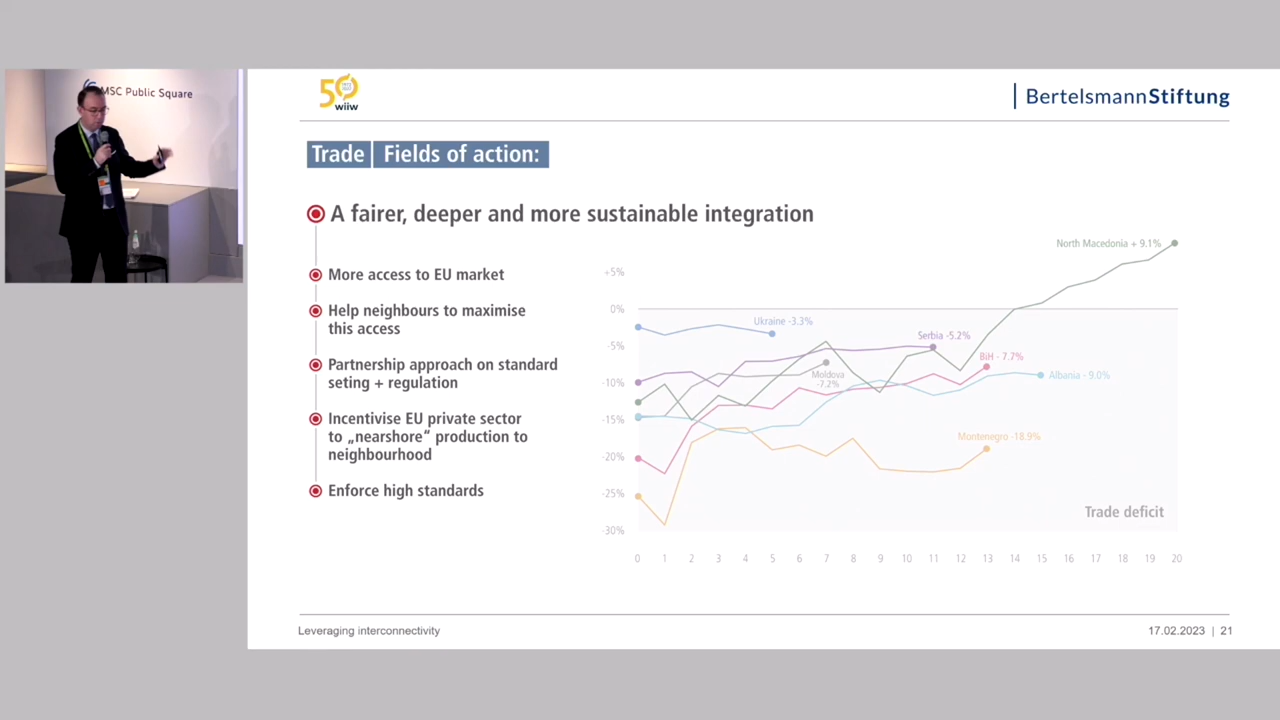 MSC Public Square
50
wiiw
BertelsmannStiftung
Trade Fields of action:
A fairer, deeper and more sustainable integration
More access to EU market
Help neighbours to maximise
this access
Partnership approach on standard
seting + regulation
Incentivise EU private sector
to „nearshore“ production to
neighbourhood
Enforce high standards
North Macedonia + 9.1%
+5%
0%
Ukraine -3.3%
Serbia -5.2%
-5%
BiH - 7.7%
Moldova
-7.2%
Albania - 9.0%
-10%
-15%
Montenegro -18.9%
-20%
-25%
Trade deficit
-30%
0 1 2 3 4 5 6 7 8 9 10 11 12 13 14 15 16 17 18 19 20
Leveraging interconnectivity
17.02.2023 | 21